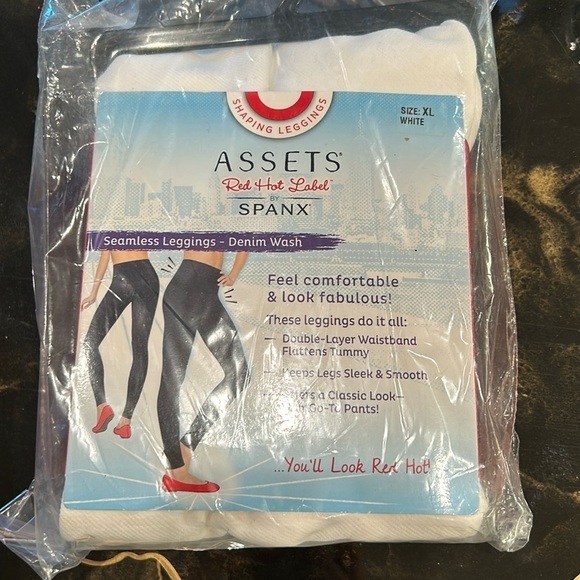 SHAPING LEGGINGS
SIZE: XL
WHITE
ASSETS®
Red Hot Label™
BY
SPANX®
Seamless Leggings - Denim Wash
Feel comfortable
& look fabulous!
These leggings do it all:
— Double-Layer Waistband
Flattens Tummy
— Keeps Legs Sleek & Smooth
a Classic Look—
Go-To Pants!
...You'll Look Red Hot!